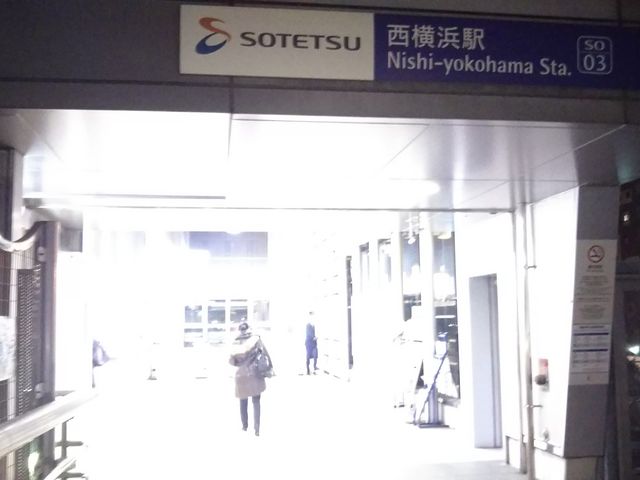 SOTETSU
西横浜駅
Nishi-yokohama Sta.
SO
03